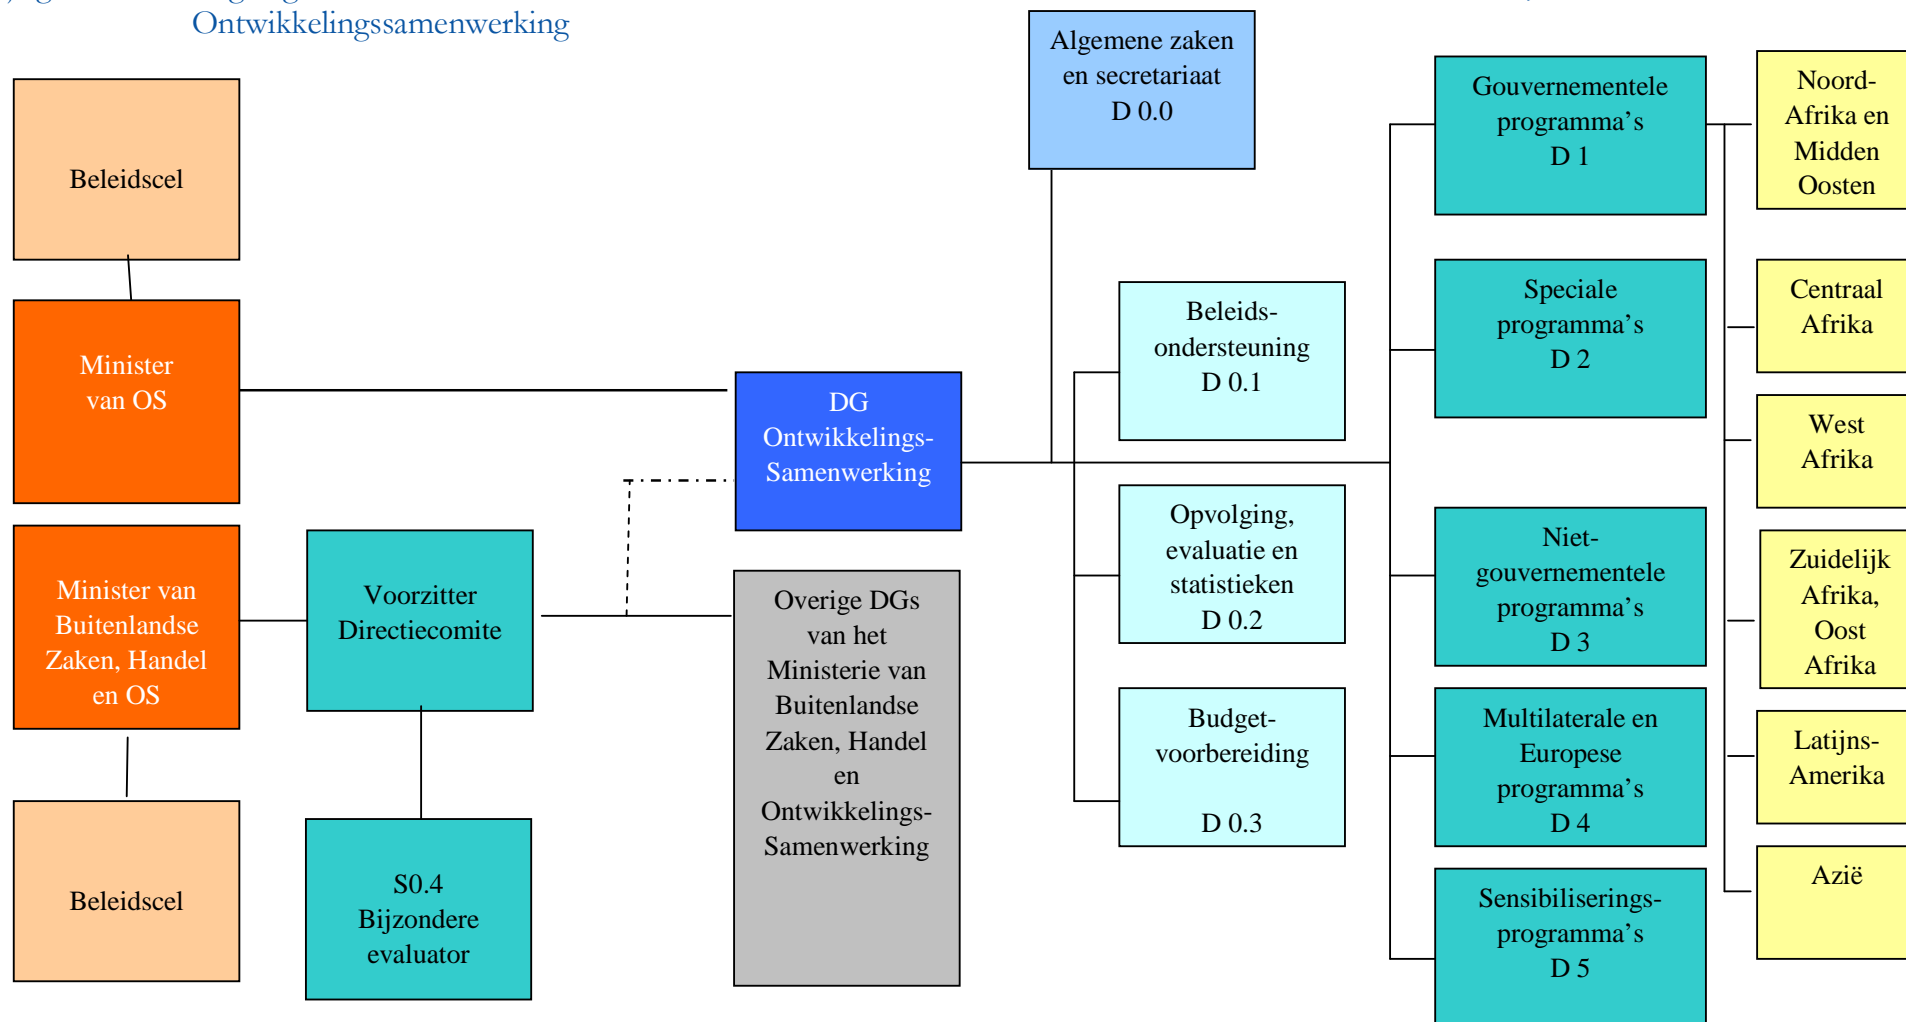 Ontwikkelingssamenwerking
Beleidscel
Minister
van OS
Minister van
Buitenlandse
Zaken, Handel
en OS
Beleidscel
Voorzitter
Directiecomite
S0.4
Bijzondere
evaluator
DG
Ontwikkelings-
Samenwerking
Overige DGs
van het
Ministerie van
Buitenlandse
Zaken, Handel
en
Ontwikkelings-
Samenwerking
Algemene zaken
en secretariaat
D 0.0
Beleids-
ondersteuning
D 0.1
Opvolging,
evaluatie en
statistieken
D 0.2
Budget-
voorbereiding
D 0.3
Gouvernementele
programma’s
D 1
Speciale
programma’s
D 2
Niet-
gouvernementele
programma’s
D 3
Multilaterale en
Europese
programma’s
D 4
Sensibiliserings-
programma’s
D 5
Noord-
Afrika en
Midden
Oosten
Centraal
Afrika
West
Afrika
Zuidelijk
Afrika,
Oost
Afrika
Latijns-
Amerika
Azië